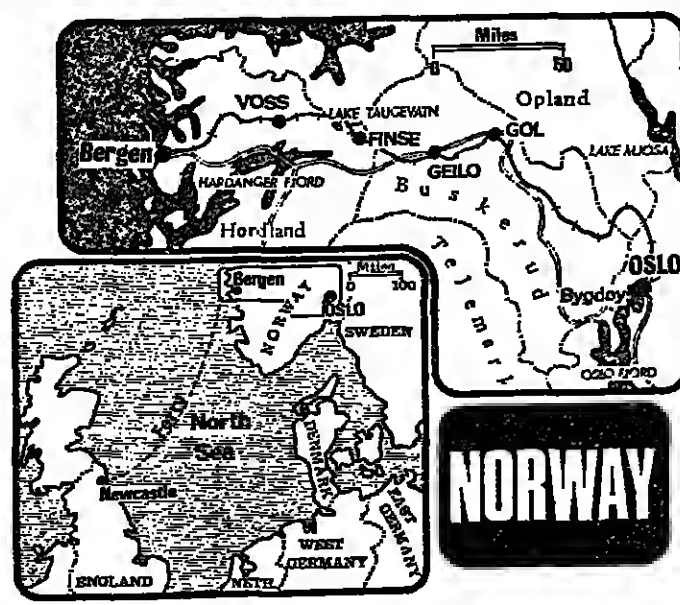 Miles
0 50
Opland
VOSS
LAKE TAUGEVATN
GOL
FINSE
Bergen
LAKE MJOSA
GEILO
HARDANGER FJORD
Buskerud
Hordland
Telemark
OSLO
Bygdoy
OSLO FJORD
Bergen
Miles
0 100
OSLO
NORWAY
SWEDEN
North
Sea
DENMARK
Newcastle
EAST
GERMANY
WEST
GERMANY
ENGLAND
NETH
NORWAY